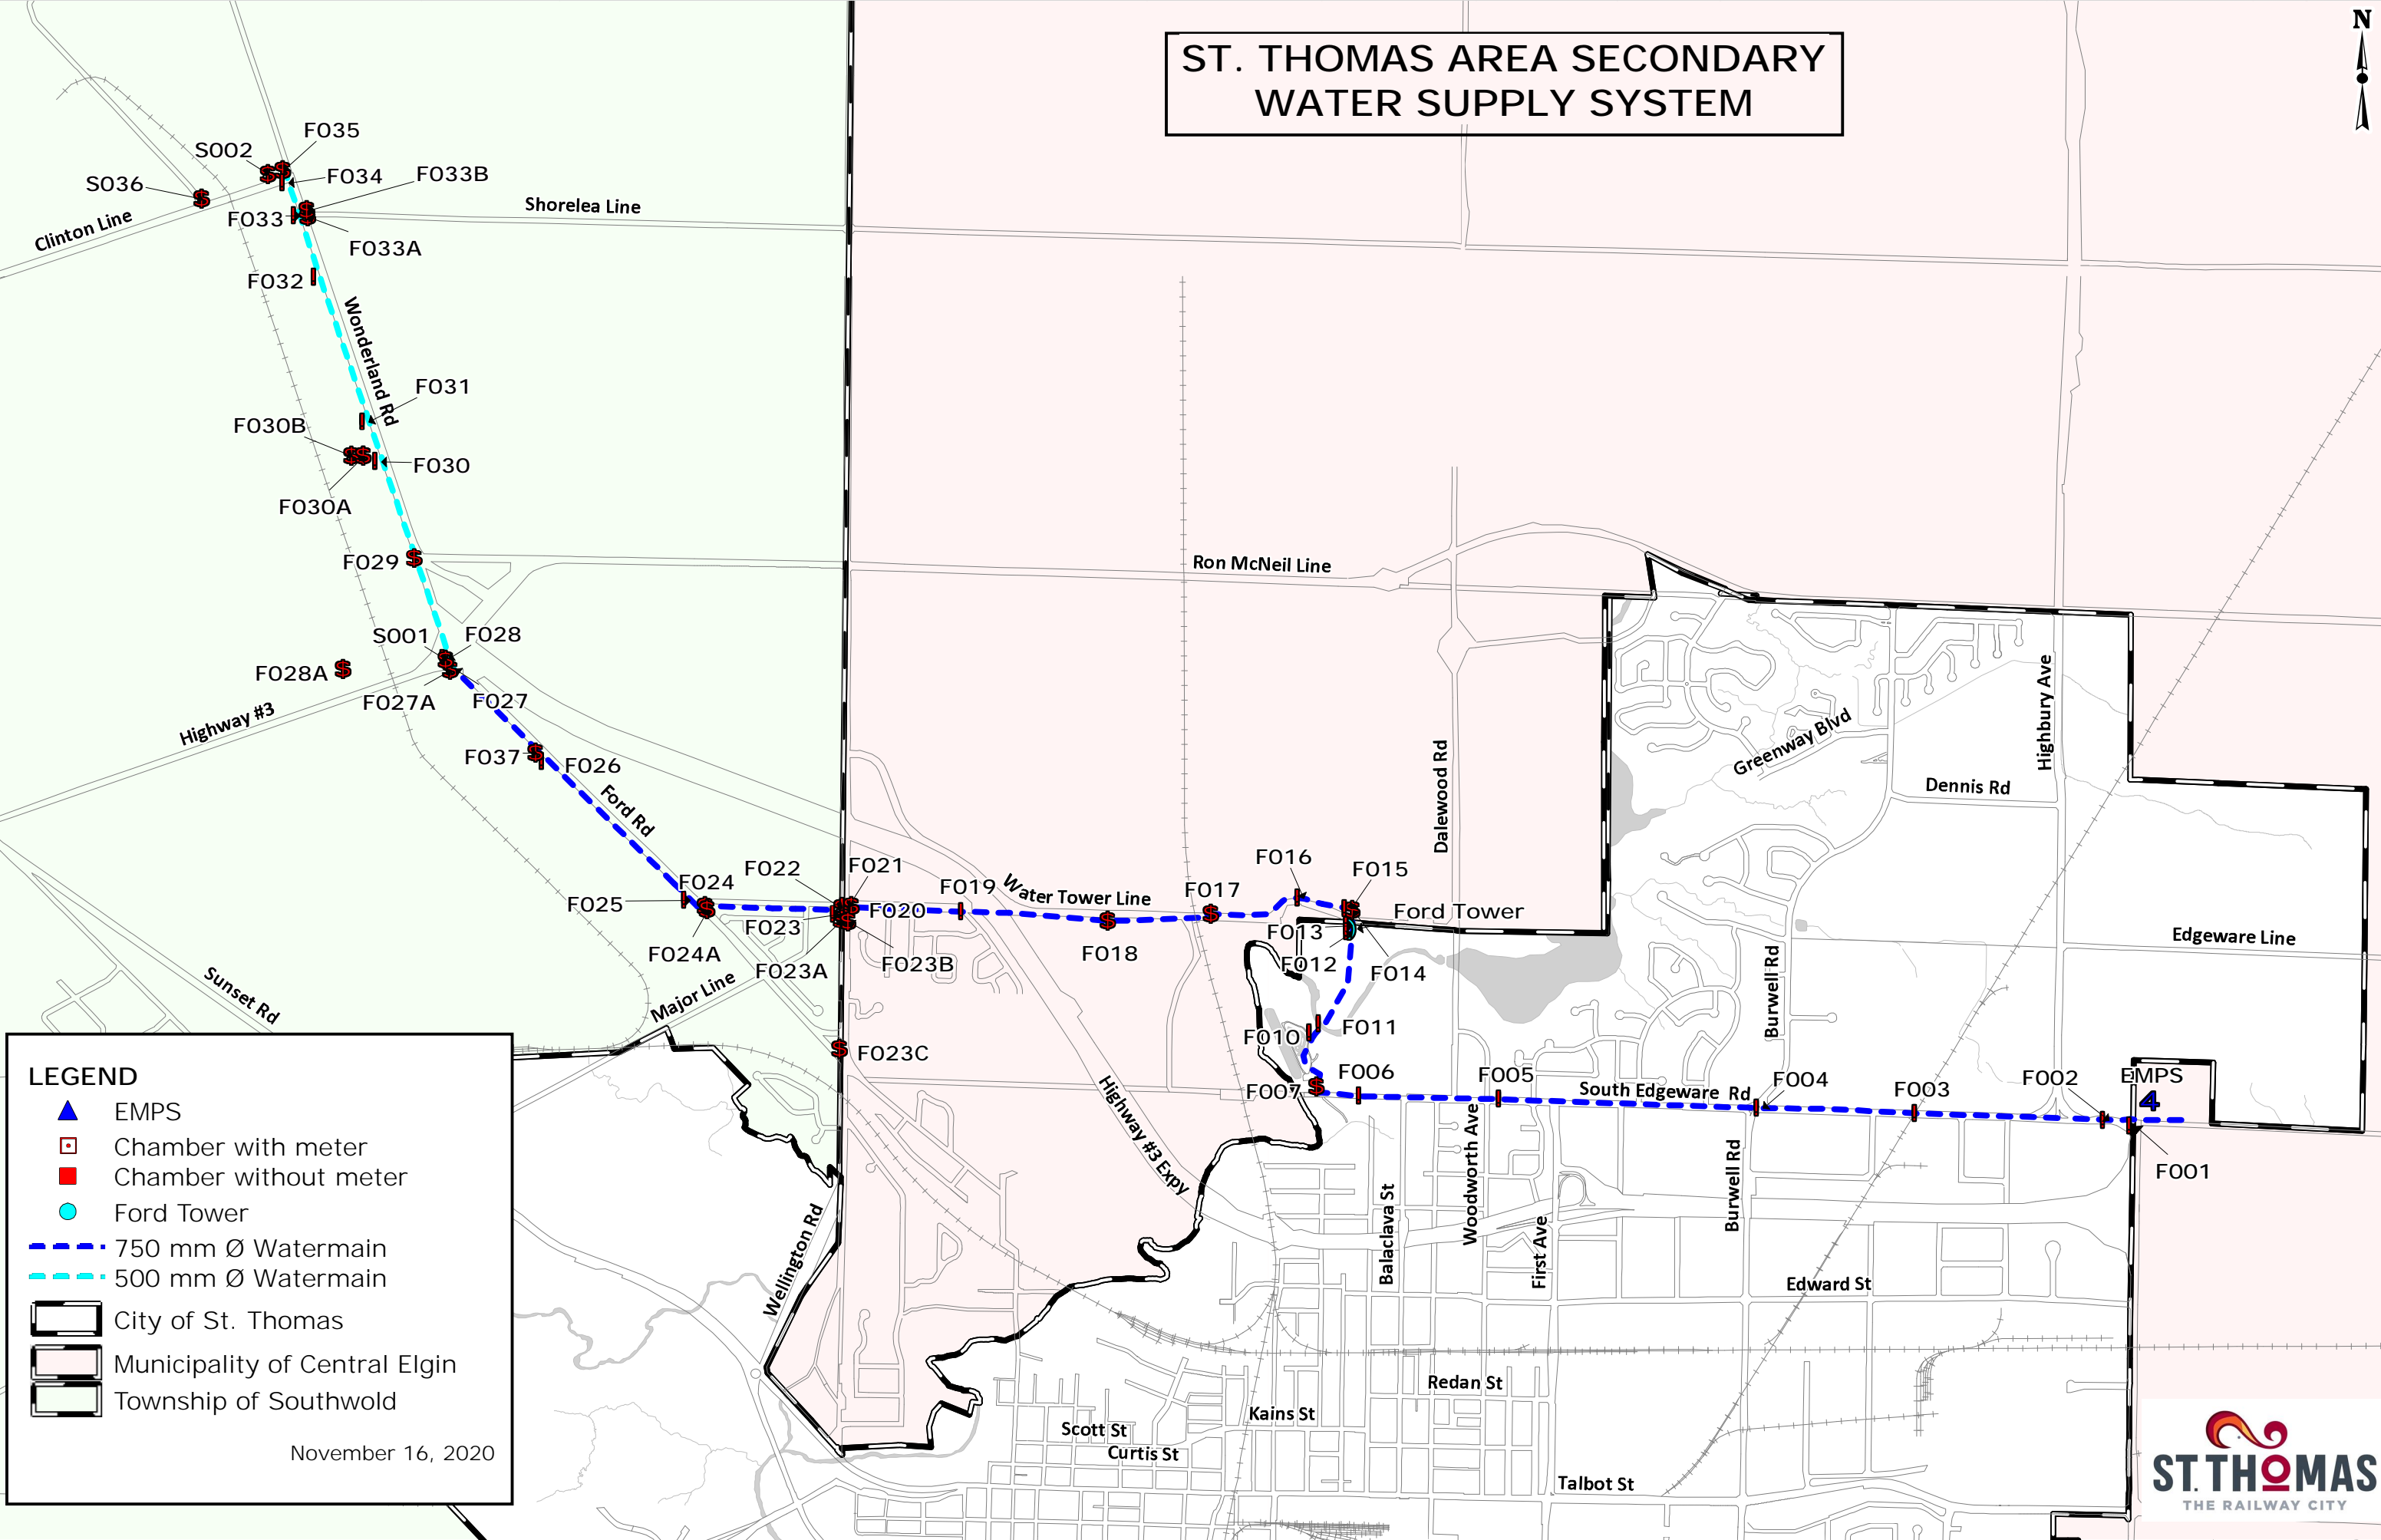 N
ST. THOMAS AREA SECONDARY
WATER SUPPLY SYSTEM
F035
S002
F034
F033B
S036
F033
Shorelea Line
Clinton Line
F033A
F032
Wonderland Rd
F031
F030B
F030
F030A
F029
Ron McNeil Line
S001
F028
F028A
F027A
F027
Highway #3
F037
F026
Ford Rd
Greenway Blvd
Highbury Ave
Dennis Rd
Dalewood Rd
F022
F021
F016
F015
F024
F019
Water Tower Line
F017
F025
F020
Ford Tower
F023
F013
F018
F024A
F023A
F023B
F012
F014
Edgeware Line
Burwell Rd
Sunset Rd
Major Line
F010
F011
F023C
F007
F006
F005
South Edgeware Rd
F004
F003
F002
EMPS
4
F001
Highway #3 Expy
Wellington Rd
Balaclava St
Woodworth Ave
First Ave
Burwell Rd
Edward St
Redan St
Kains St
Scott St
Curtis St
Talbot St
LEGEND
EMPS
Chamber with meter
Chamber without meter
Ford Tower
750 mm Ø Watermain
500 mm Ø Watermain
City of St. Thomas
Municipality of Central Elgin
Township of Southwold
November 16, 2020
ST. THOMAS
THE RAILWAY CITY